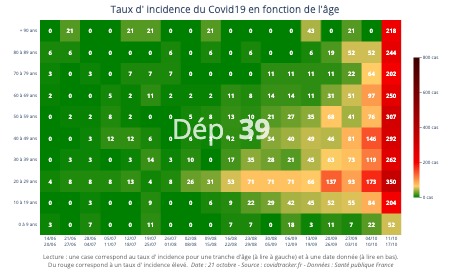 Taux d' incidence du Covid19 en fonction de l'âge
+ 90 ans 0 21 0 0 21 21 0 0 21 0 0 0 0 43 0 21 0 218
80 à 89 ans 6 6 0 0 0 0 6 0 6 0 6 0 0 6 19 52 52 244
70 à 79 ans 3 0 3 0 7 7 7 0 0 0 0 11 11 11 11 22 84 202
60 à 69 ans 2 0 0 5 2 11 2 2 2 11 6 10 14 11 31 51 97 250
50 à 59 ans 0 2 2 8 2 0 5 8 68 41 76 307
Dép. 39
40 à 49 ans 0 0 3 12 12 6 34 40 49 46 61 146 292
30 à 39 ans 0 3 0 3 0 14 3 10 0 17 35 28 21 45 63 73 119 262
20 à 29 ans 4 8 8 8 13 4 8 26 31 53 71 71 71 66 137 93 173 350
10 à 19 ans 0 0 0 3 0 0 0 0 6 9 22 29 42 45 52 55 84 204
0 à 9 ans 0 0 7 0 0 11 0 0 0 0 7 0 18 3 11 7 22 52
14/06 21/06 28/06 05/07 12/07 19/07 26/07 02/08 09/08 16/08 23/08 30/08 06/09 13/09 20/09 27/09 04/10 11/10
20/06 27/06 04/07 11/07 18/07 25/07 01/08 08/08 15/08 22/08 29/08 05/09 12/09 19/09 26/09 03/10 10/10 17/10
800 cas
600 cas
400 cas
200 cas
0 cas
Lecture : une case correspond au taux d' incidence pour une tranche d'âge (à lire à gauche) et à une date donnée (à lire en bas).
Du rouge correspond à un taux d' incidence élevé. Date : 21 octobre - Source : covidtracker.fr - Données : Santé publique France